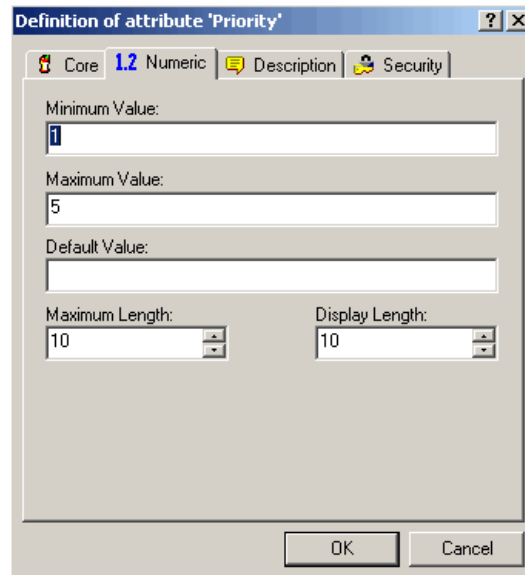 Definition of attribute 'Priority'
Core 1.2 Numeric Description Security
Minimum Value:
1
Maximum Value:
5
Default Value:
Maximum Length: Display Length:
10 10
OK Cancel